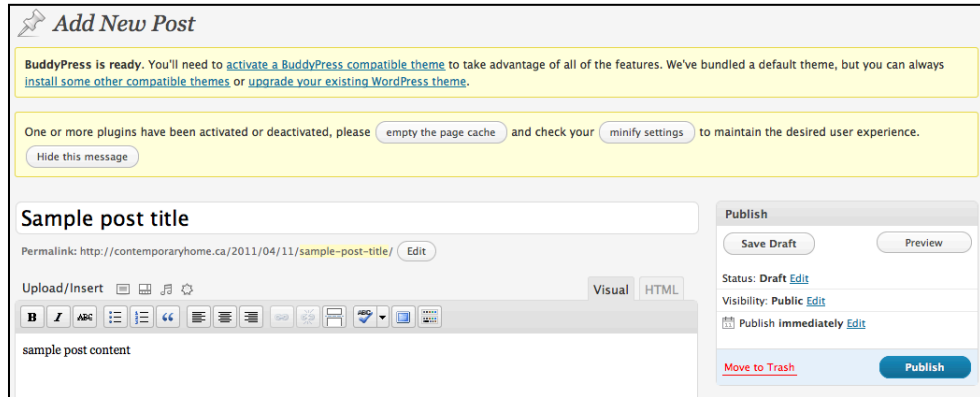 Add New Post
BuddyPress is ready. You'll need to activate a BuddyPress compatible theme to take advantage of all of the features. We've bundled a default theme, but you can always
install some other compatible themes or upgrade your existing WordPress theme.
One or more plugins have been activated or deactivated, please empty the page cache and check your minify settings to maintain the desired user experience.
Hide this message
Sample post title
Permalink: http://contemporaryhome.ca/2011/04/11/sample-post-title/ Edit
Upload/Insert
Visual HTML
B I ABC ABC
sample post content
Publish
Save Draft Preview
Status: Draft Edit
Visibility: Public Edit
Publish immediately Edit
Move to Trash Publish